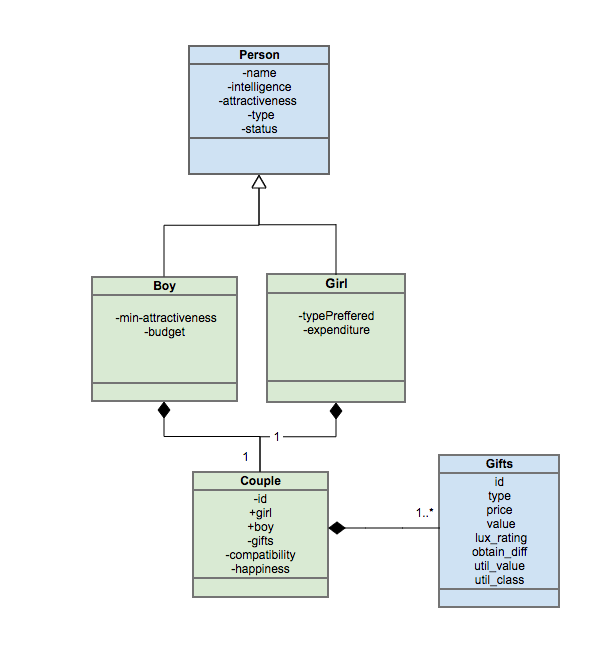 Person
-name
-intelligence
-attractiveness
-type
-status
Boy
-min-attractiveness
-budget
Girl
-typePreffered
-expenditure
1
1
Couple
-id
+girl
+boy
-gifts
-compatibility
-happiness
1..*
Gifts
id
type
price
value
lux_rating
obtain_diff
util_value
util_class